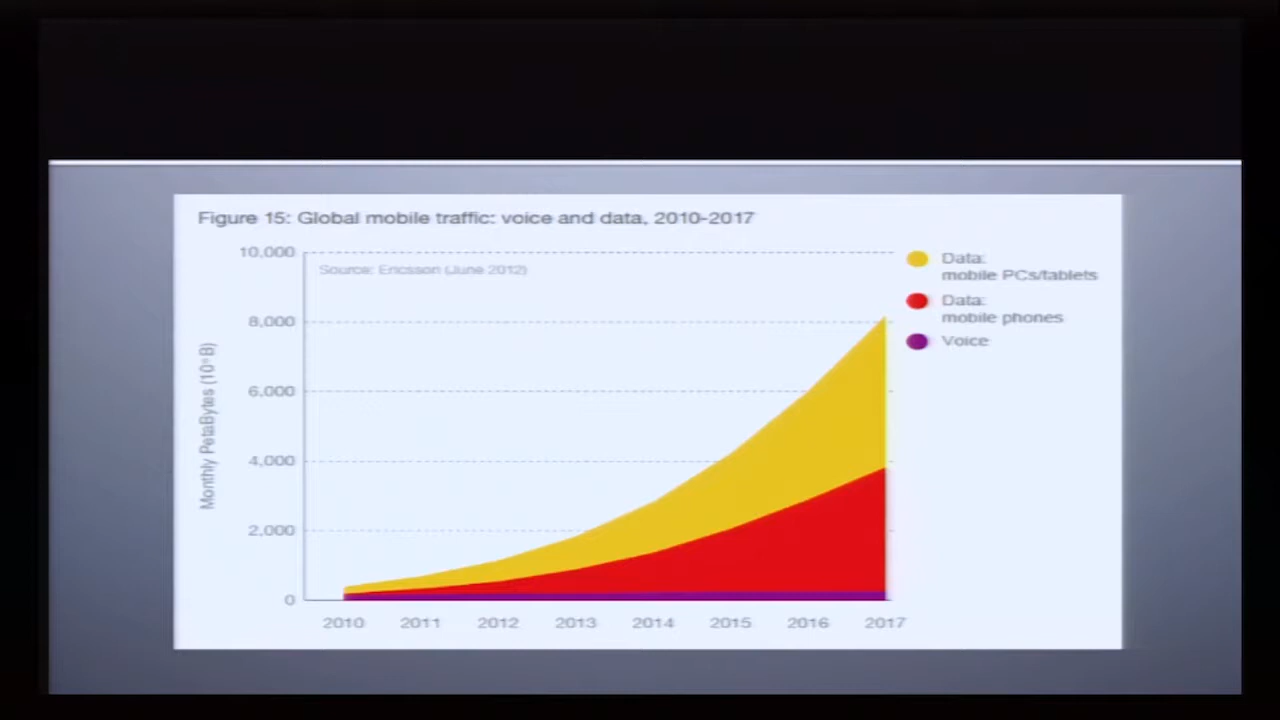 Figure 15: Global mobile traffic: voice and data, 2010-2017
10,000
Source: Ericsson (June 2012)
8,000
6,000
4,000
2,000
0
Monthly PetaBytes
2010 2011 2012 2013 2014 2015 2016 2017
Data:
mobile PCs/tablets
Data:
mobile phones
Voice